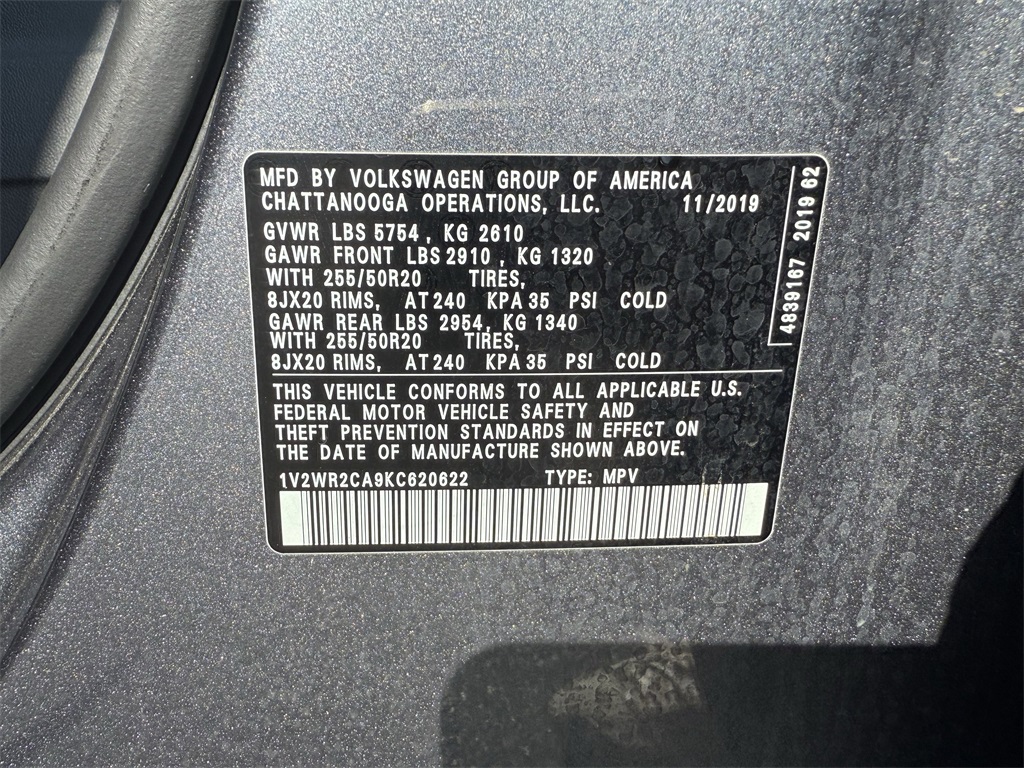 MFD BY VOLKSWAGEN GROUP OF AMERICA
CHATTANOOGA OPERATIONS, LLC. 11/2019
GVWR LBS 5754, KG 2610
GAWR FRONT LBS 2910, KG 1320
WITH 255/50R20 TIRES,
8JX20 RIMS, AT 240 KPA 35 PSI COLD
GAWR REAR LBS 2954, KG 1340
WITH 255/50R20 TIRES,
8JX20 RIMS, AT 240 KPA 35 PSI COLD
THIS VEHICLE CONFORMS TO ALL APPLICABLE U.S.
FEDERAL MOTOR VEHICLE SAFETY AND
THEFT PREVENTION STANDARDS IN EFFECT ON
THE DATE OF MANUFACTURE SHOWN ABOVE.
1V2WR2CA9KC620622 TYPE: MPV
4839167 2019 62